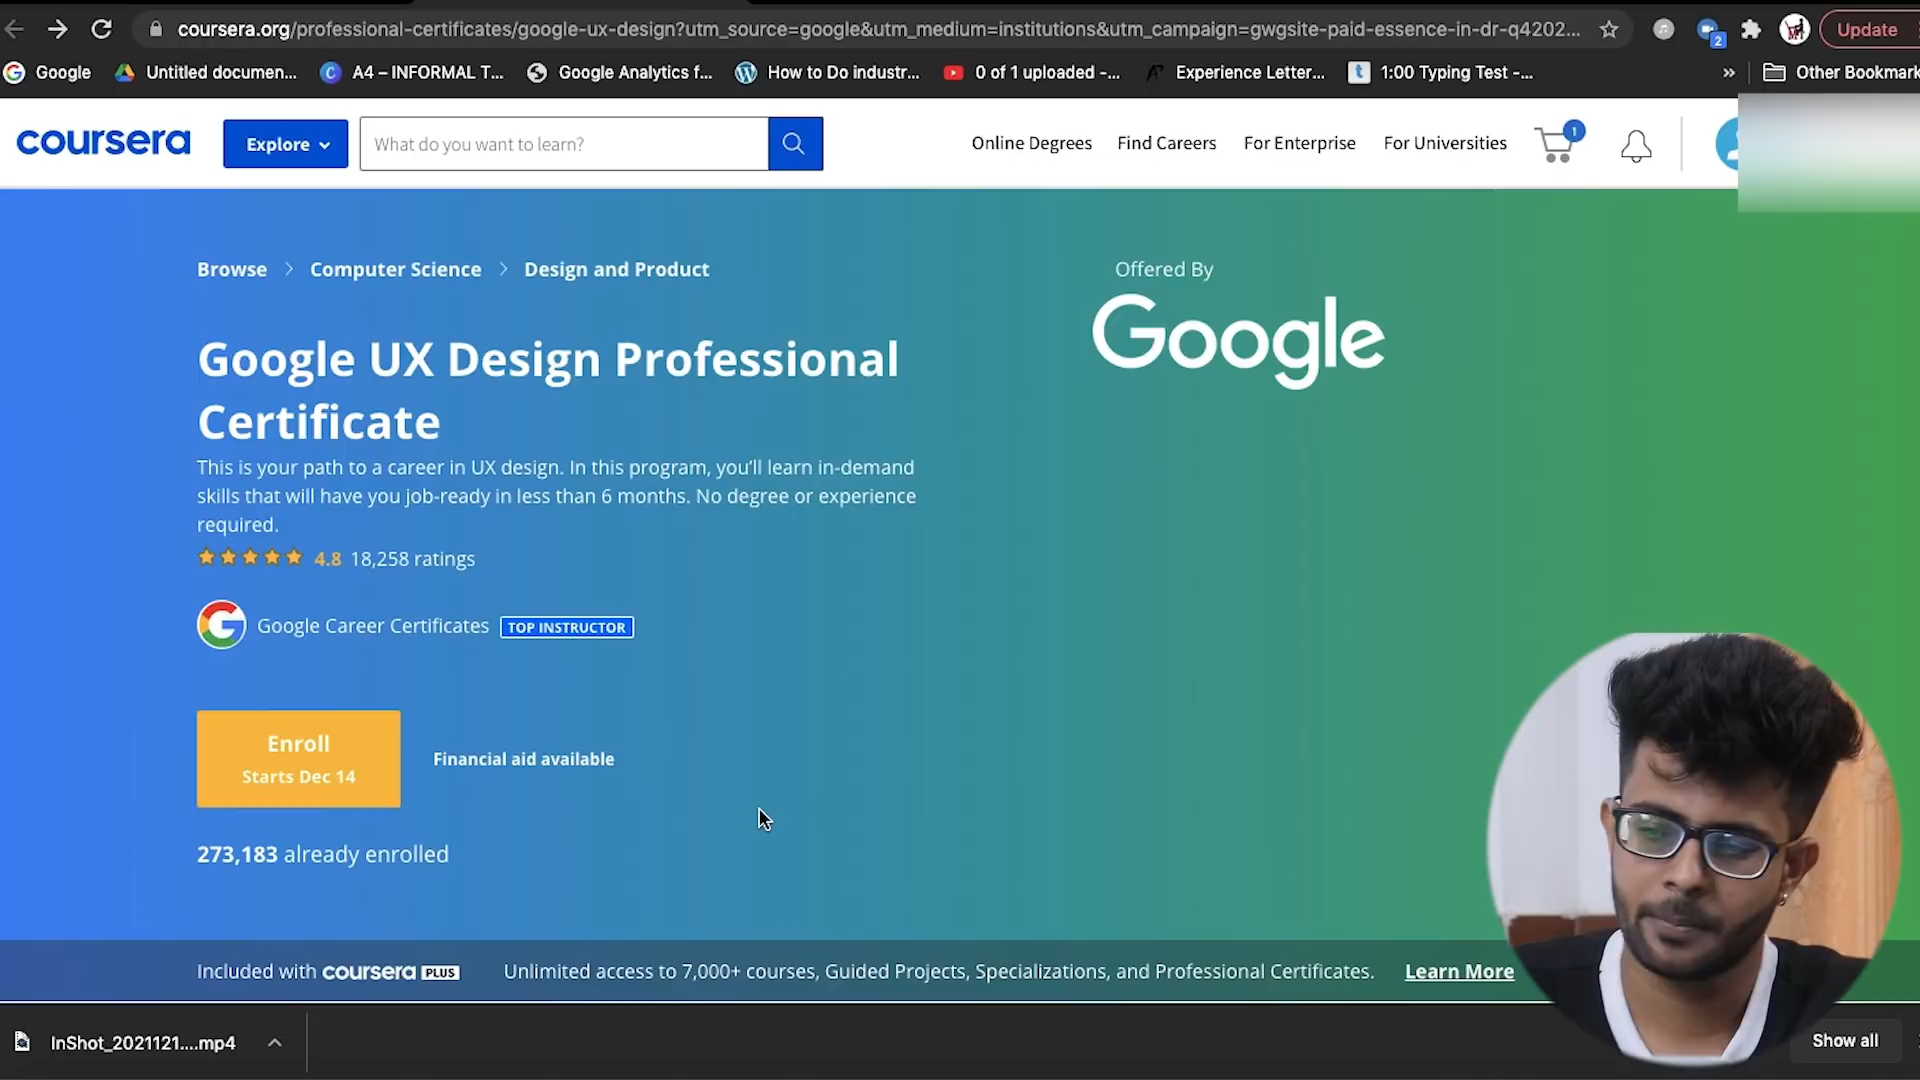 coursera.org/professional-certificates/google-ux-design?utm_source=google&utm_medium=institutions&utm_campaign=gwgsite-paid-essence-in-dr-q4202...
2
Update
Google
Untitled documen...
A4 – INFORMAL T...
Google Analytics f...
How to Do industr...
0 of 1 uploaded -...
Experience Letter...
1:00 Typing Test -...
»
Other Bookmark
coursera
Explore
What do you want to learn?
Online Degrees
Find Careers
For Enterprise
For Universities
1
Browse > Computer Science > Design and Product
Offered By
Google
Google UX Design Professional
Certificate
This is your path to a career in UX design. In this program, you'll learn in-demand
skills that will have you job-ready in less than 6 months. No degree or experience
required.
4.8 18,258 ratings
Google Career Certificates TOP INSTRUCTOR
Enroll
Starts Dec 14
Financial aid available
273,183 already enrolled
Included with coursera PLUS
Unlimited access to 7,000+ courses, Guided Projects, Specializations, and Professional Certificates.
Learn More
InShot_2021121....mp4
Show all